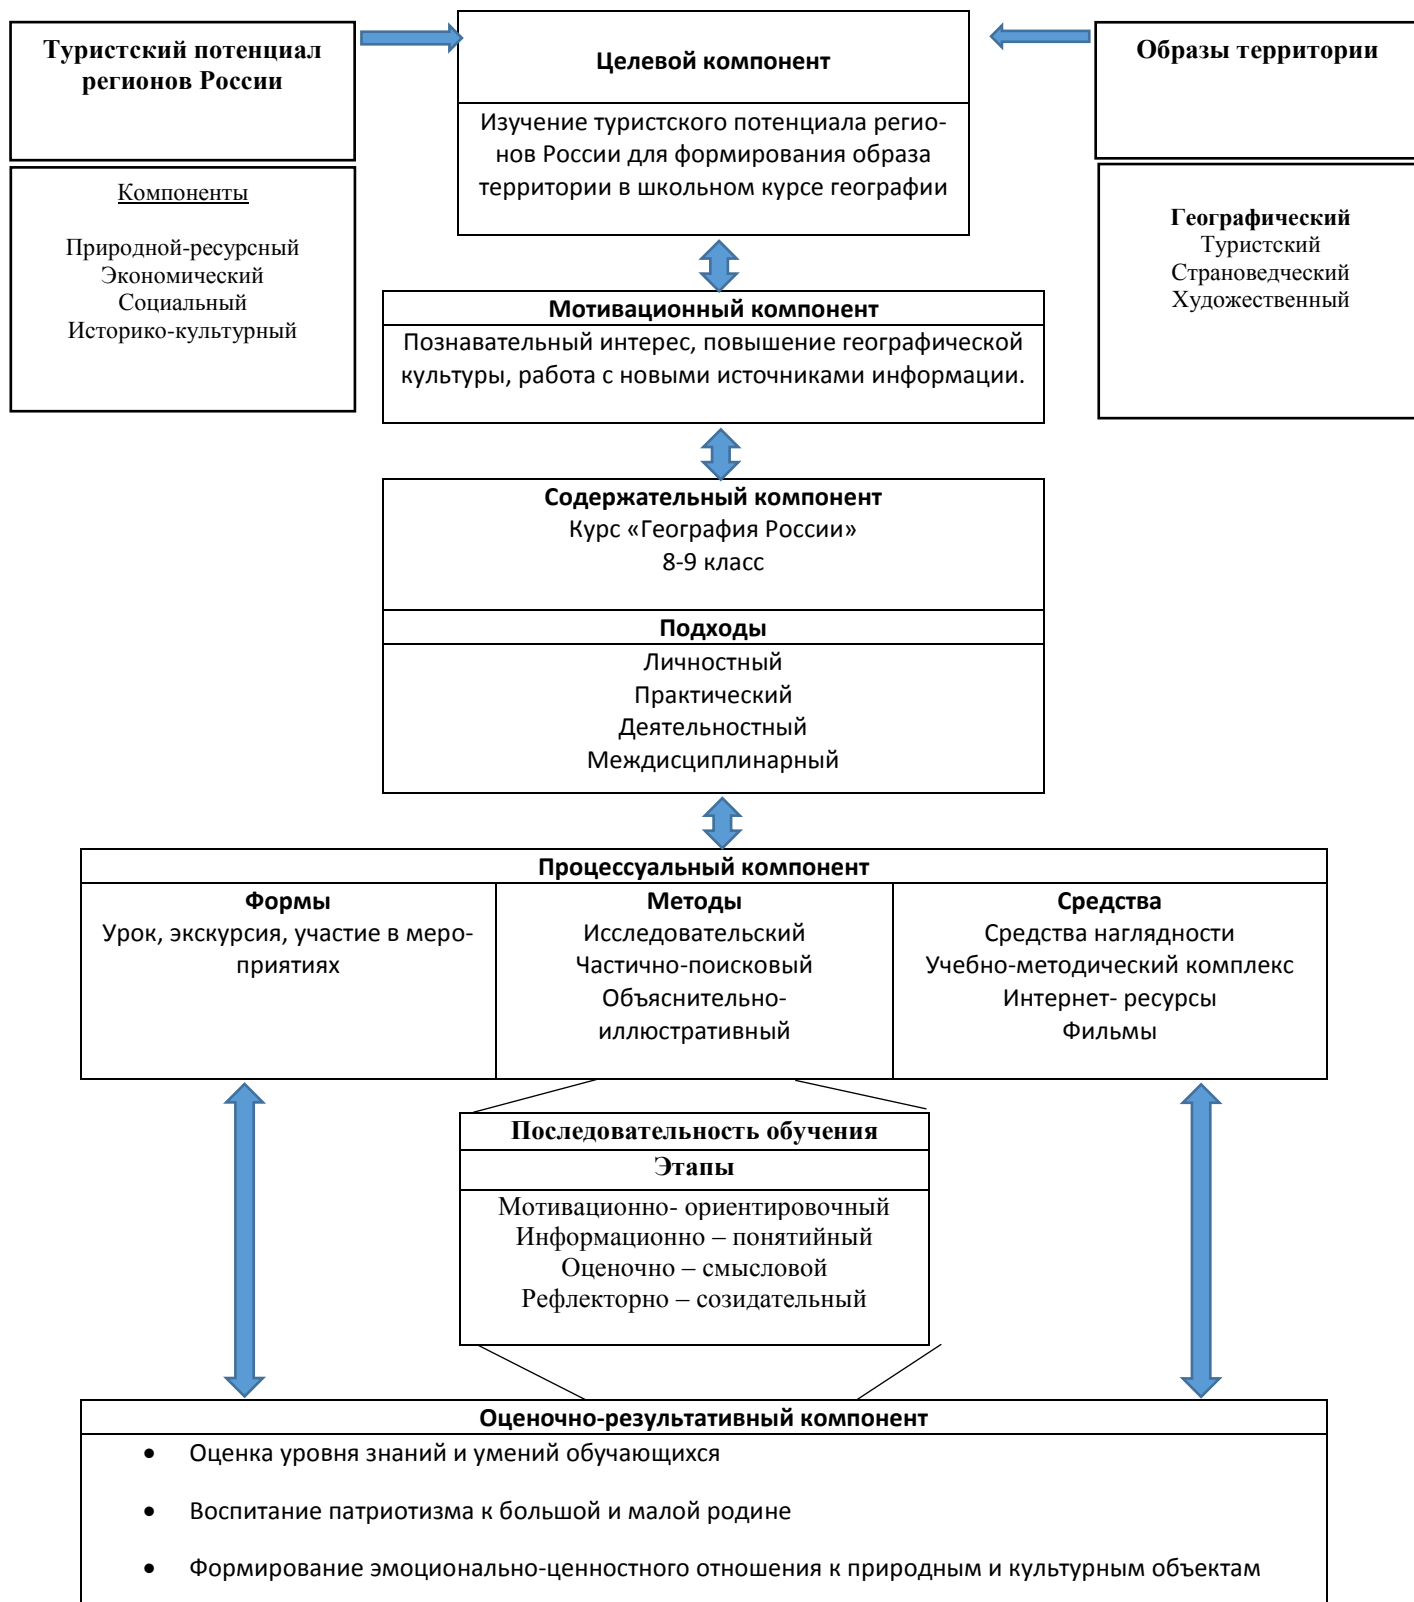 Туристский потенциал
регионов России
Компоненты
Природной-ресурсный
Экономический
Социальный
Историко-культурный
Целевой компонент
Изучение туристского потенциала регио-
нов России для формирования образа
территории в школьном курсе географии
Образы территории
Географический
Туристский
Страноведческий
Художественный
Мотивационный компонент
Познавательный интерес, повышение географической
культуры, работа с новыми источниками информации.
Содержательный компонент
Курс «География России»
8-9 класс
Подходы
Личностный
Практический
Деятельностный
Междисциплинарный
Процессуальный компонент
Формы
Урок, экскурсия, участие в меро-
приятиях
Методы
Исследовательский
Частично-поисковый
Объяснительно-
иллюстративный
Средства
Средства наглядности
Учебно-методический комплекс
Интернет- ресурсы
Фильмы
Последовательность обучения
Этапы
Мотивационно- ориентировочный
Информационно – понятийный
Оценочно – смысловой
Рефлекторно – созидательный
Оценочно-результативный компонент
• Оценка уровня знаний и умений обучающихся
• Воспитание патриотизма к большой и малой родине
• Формирование эмоционально-ценностного отношения к природным и культурным объектам